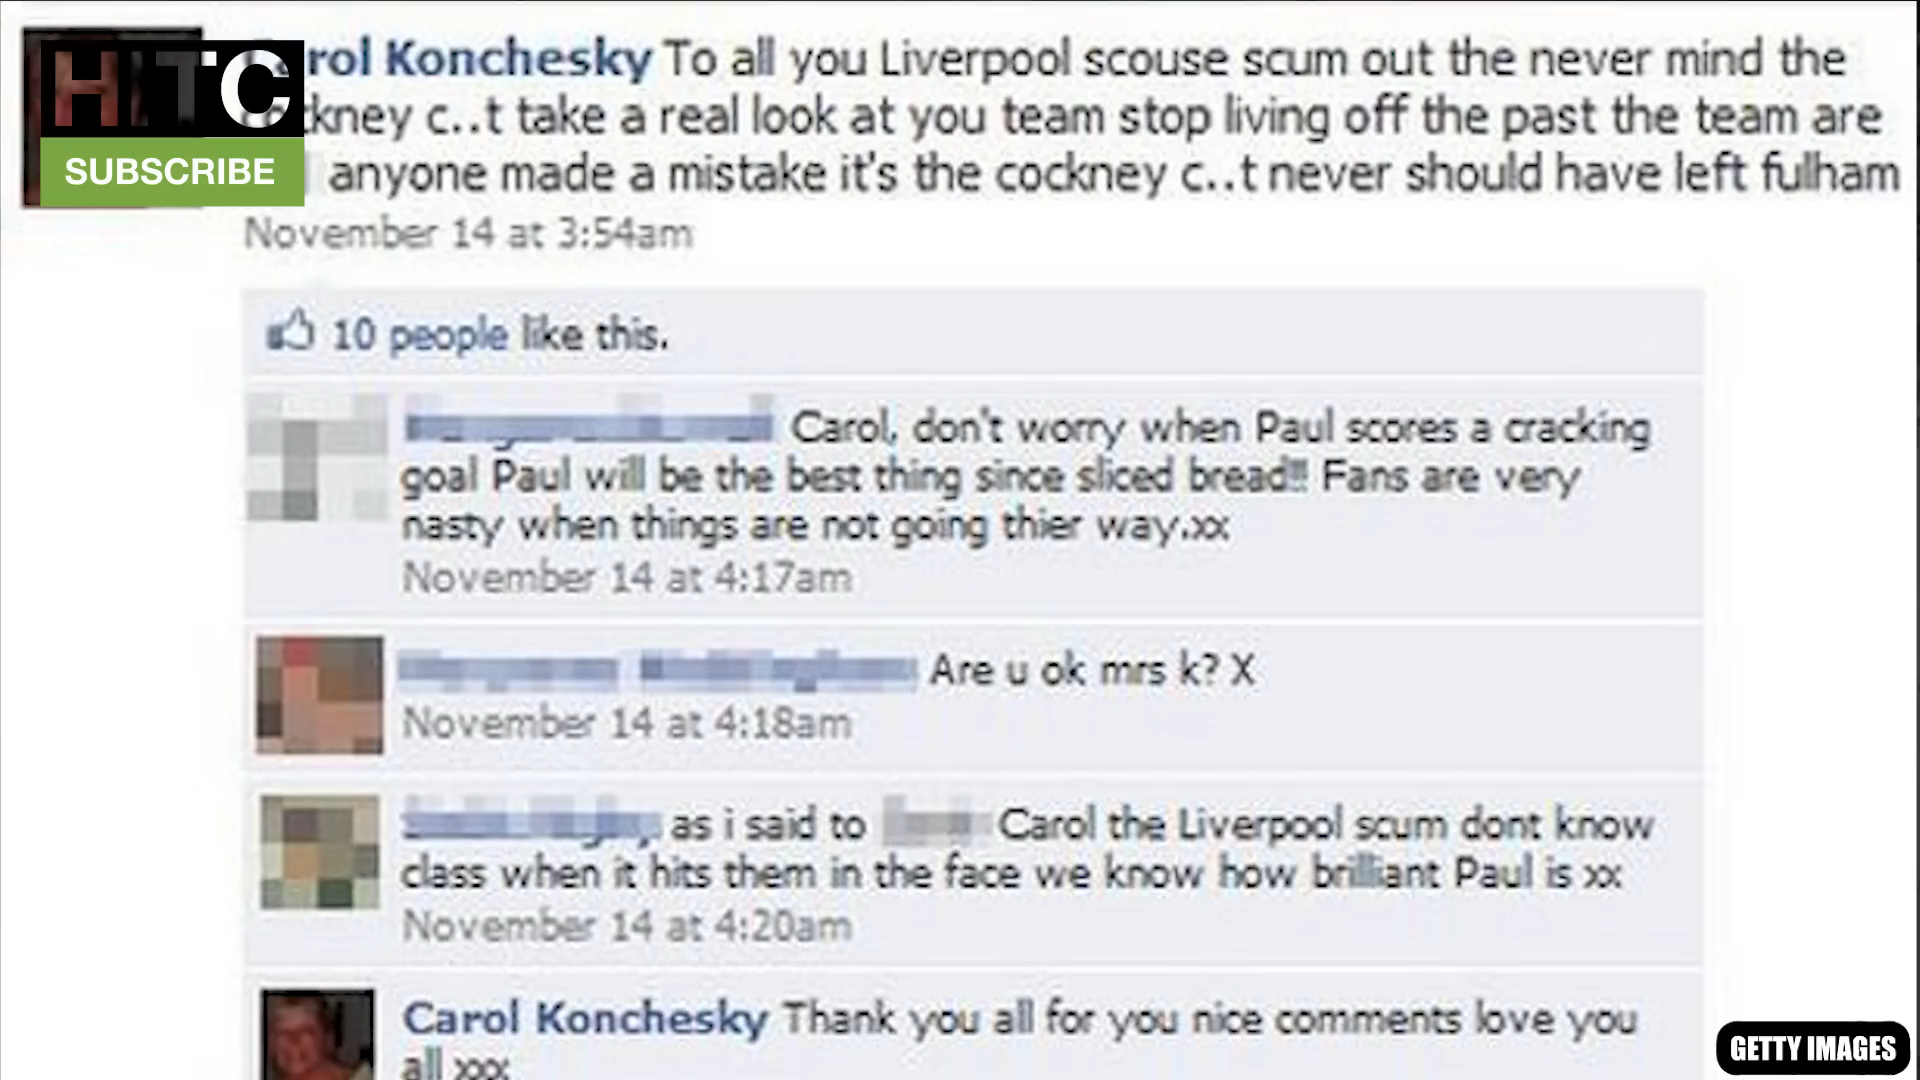 HITC
SUBSCRIBE
rol Konchesky To all you Liverpool scouse scum out the never mind the
ckney c..t take a real look at you team stop living off the past the team are
anyone made a mistake it's the cockney c..t never should have left fulham
November 14 at 3:54am
10 people like this.
Carol, don't worry when Paul scores a cracking
goal Paul will be the best thing since sliced bread!! Fans are very
nasty when things are not going thier way.xx
November 14 at 4:17am
Are u ok mrs k? X
November 14 at 4:18am
as i said to Carol the Liverpool scum dont know
class when it hits them in the face we know how brilliant Paul is xx
November 14 at 4:20am
Carol Konchesky Thank you all for you nice comments love you
all xxx
GETTY IMAGES